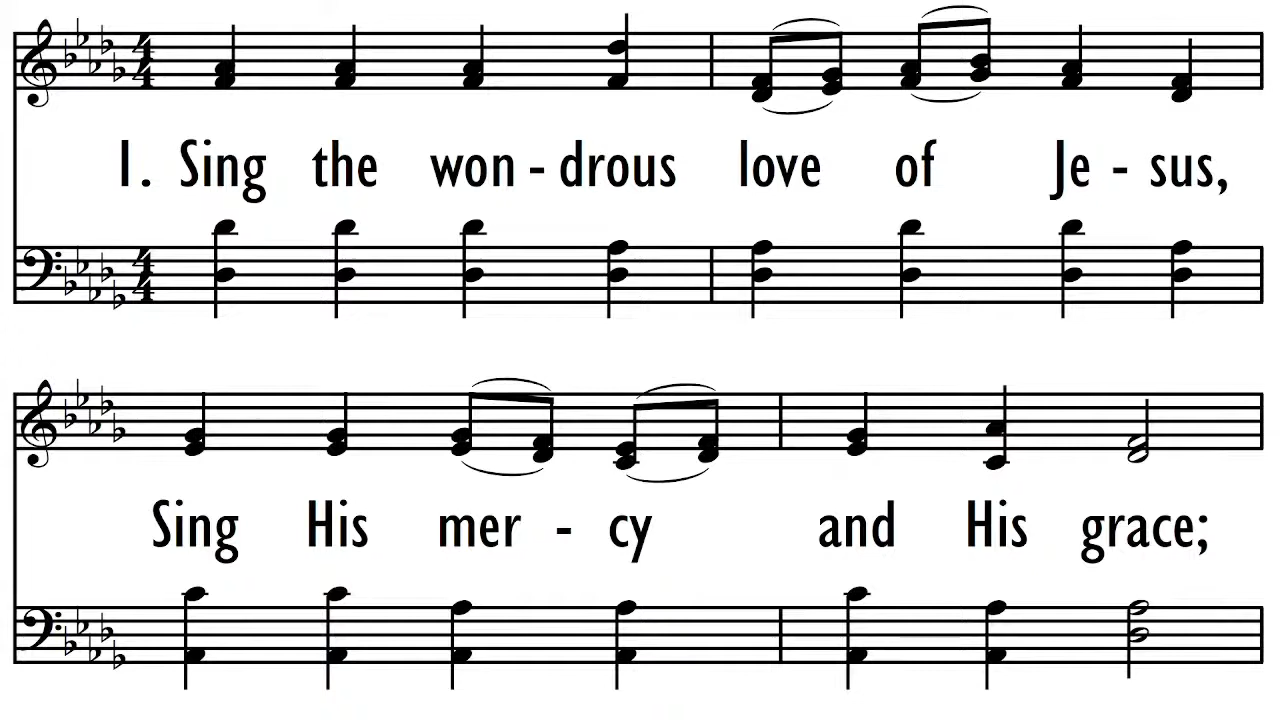 1. Sing the won - drous love of Je - sus,
Sing His mer - cy and His grace;